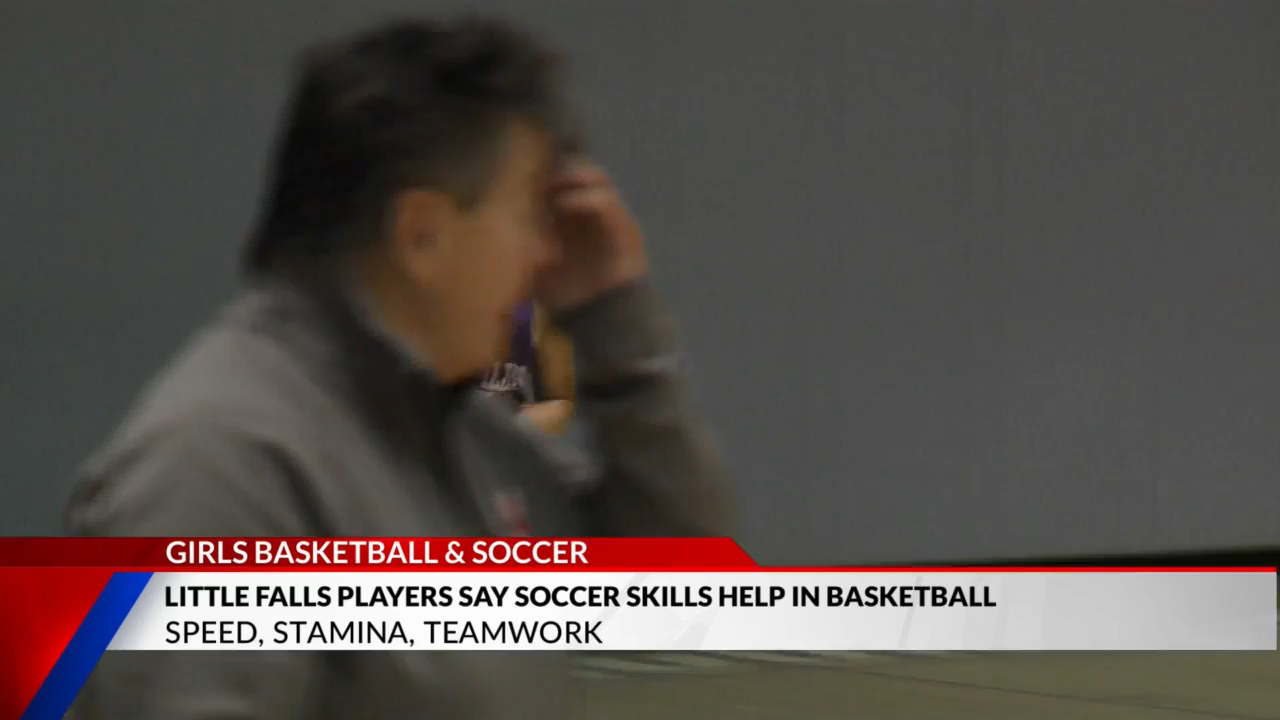 GIRLS BASKETBALL & SOCCER
LITTLE FALLS PLAYERS SAY SOCCER SKILLS HELP IN BASKETBALL
SPEED, STAMINA, TEAMWORK